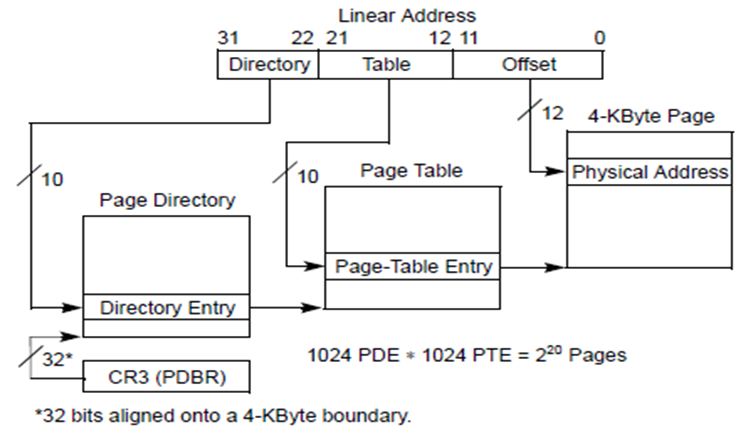 Linear Address
31 22 21 12 11 0
Directory Table Offset
12 4-KByte Page
10 10 Page Table Physical Address
Page Directory
Page-Table Entry
Directory Entry
32* 1024 PDE * 1024 PTE = 2²⁰ Pages
CR3 (PDBR)
*32 bits aligned onto a 4-KByte boundary.